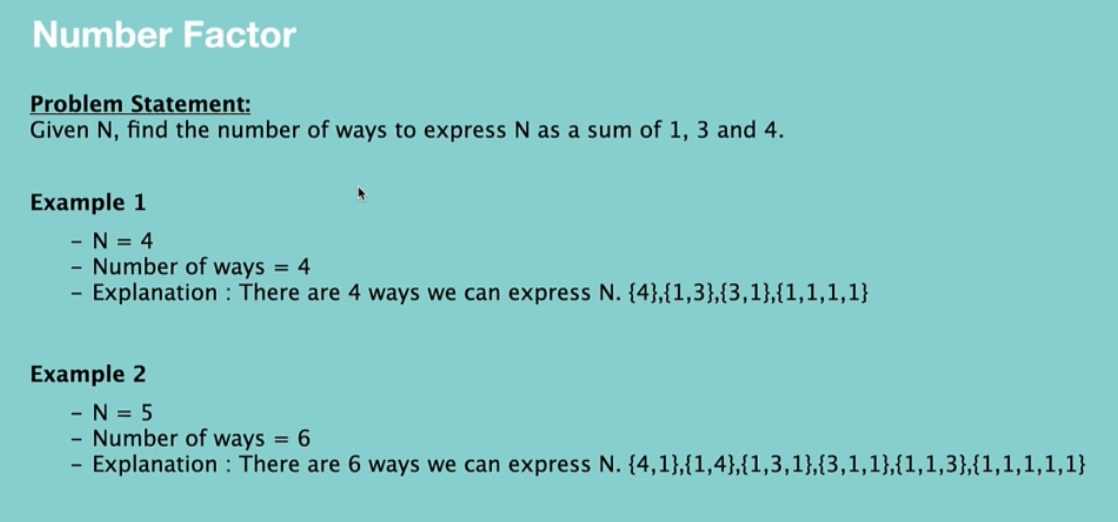 Number Factor
Problem Statement:
Given N, find the number of ways to express N as a sum of 1, 3 and 4.
Example 1
– N = 4
– Number of ways = 4
– Explanation : There are 4 ways we can express N. {4},{1,3},{3,1},{1,1,1,1}
Example 2
– N = 5
– Number of ways = 6
– Explanation : There are 6 ways we can express N. {4,1},{1,4},{1,3,1},{3,1,1},{1,1,3},{1,1,1,1,1}